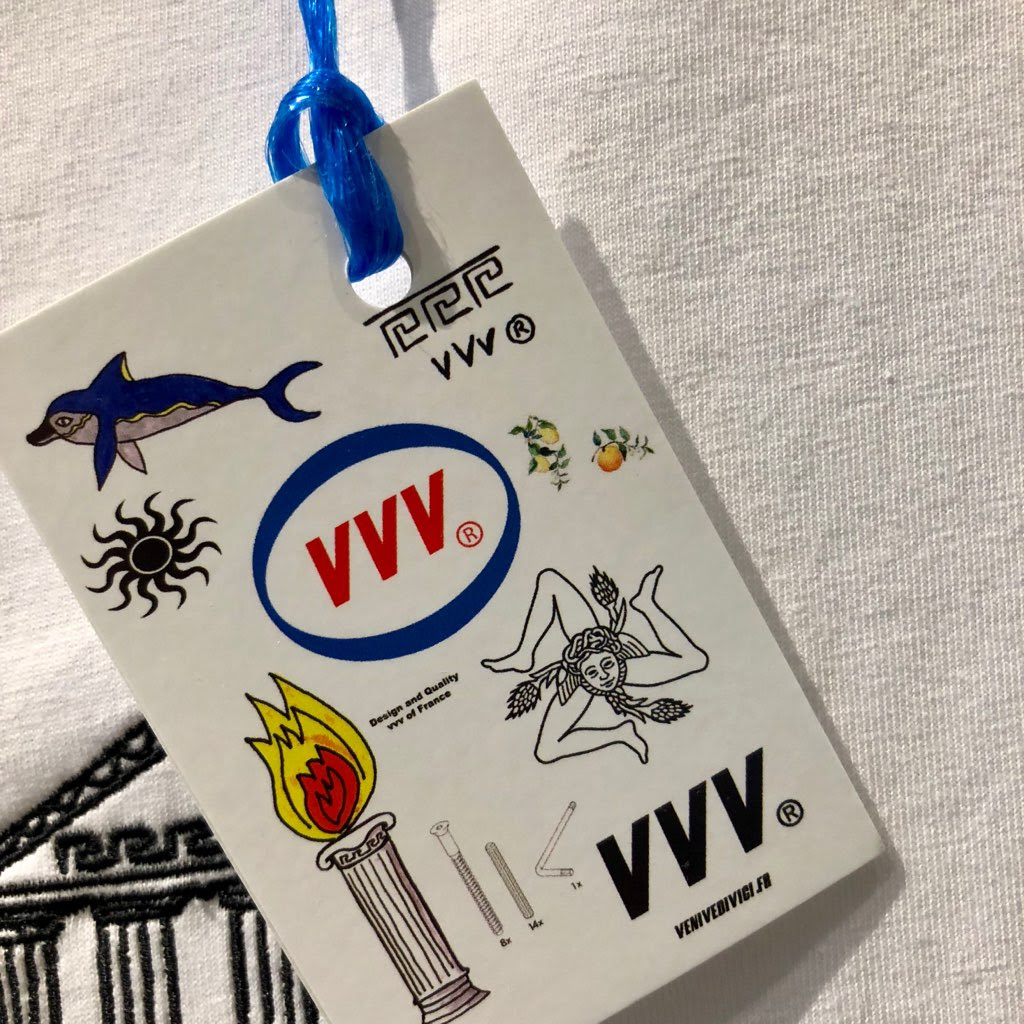 vvv ®
VVV ®
Design and Quality
vvv of France
8x
14x
1x
VVV ®
VENIVEDIVICI.FR